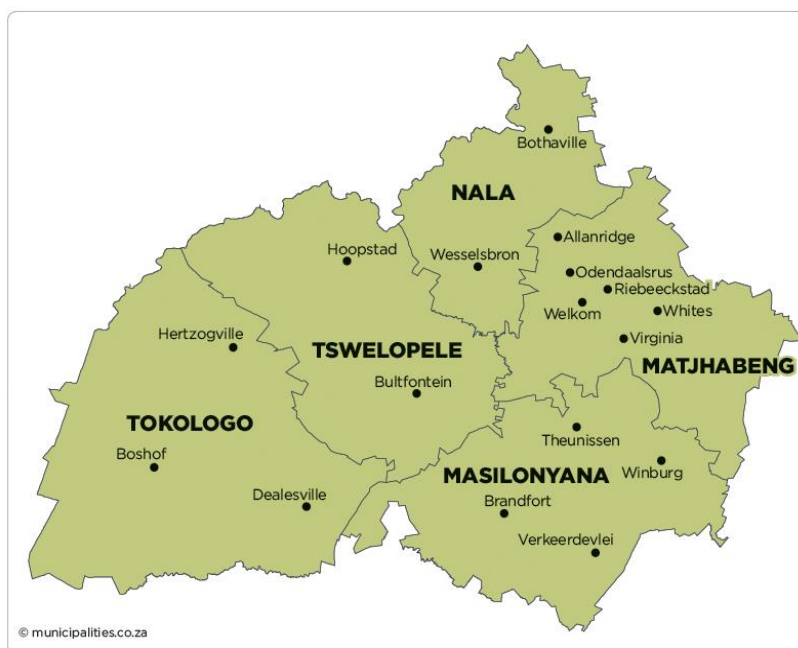 Bothaville
NALA
Allanridge
Hoopstad
Wesselsbron
Odendaalsrus
Riebeeckstad
Welkom
Whites
Hertzogville
Virginia
TSWELOPELE
MATJHABENG
Bultfontein
TOKOLOGO
Theunissen
Boshof
Winburg
MASILONYANA
Dealesville
Brandfort
Verkeerdevlei
© municipalities.co.za